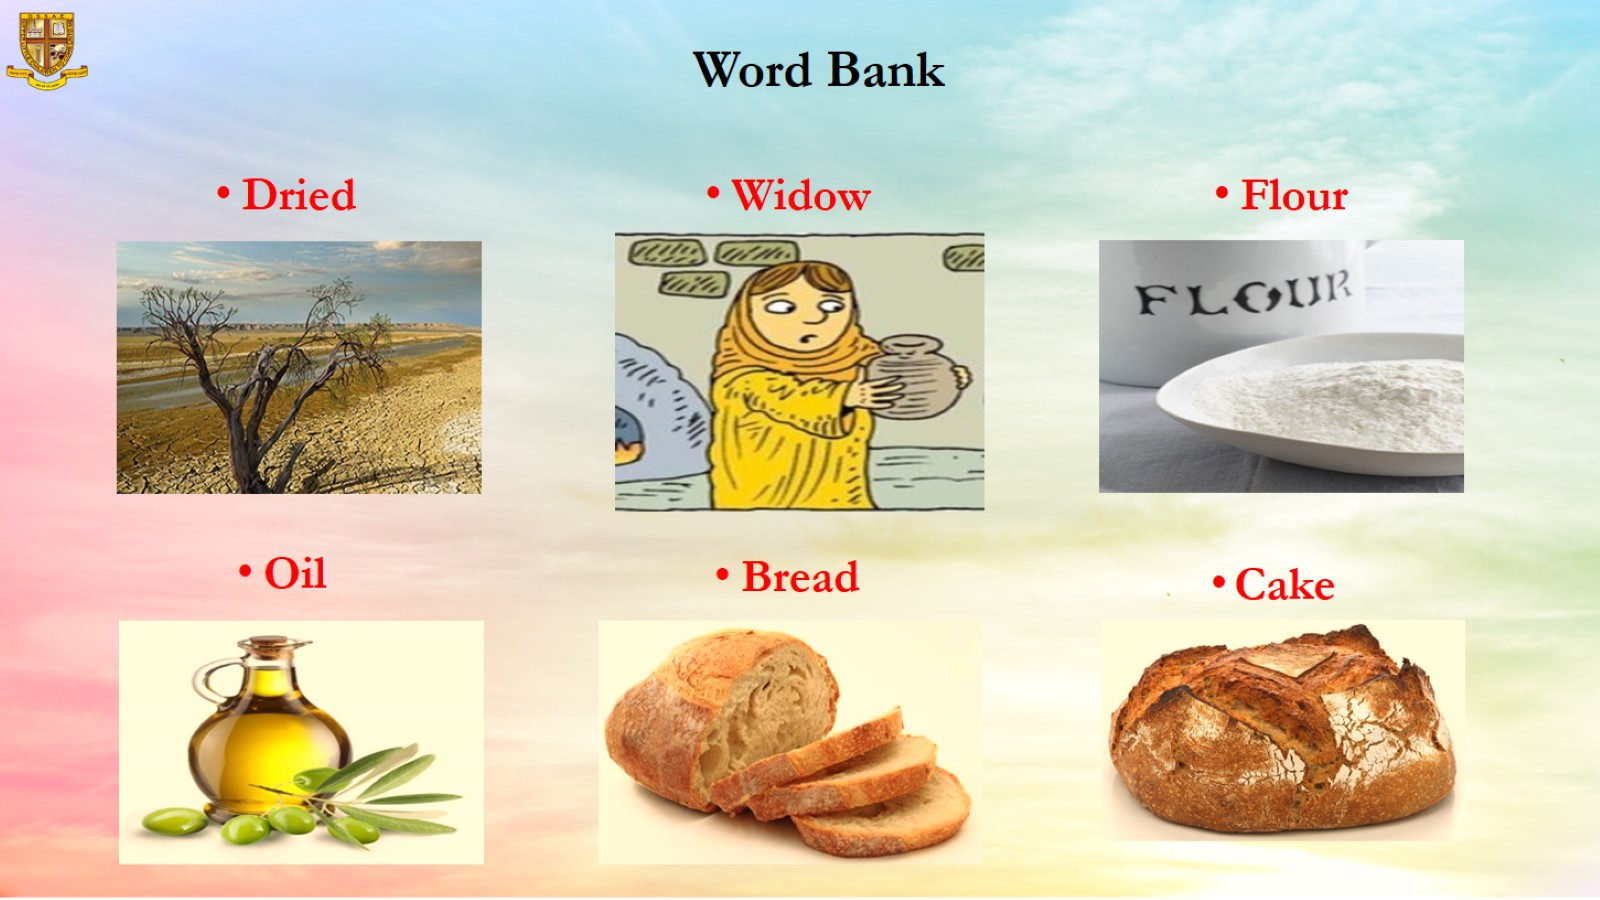 Word Bank
• Dried
• Widow
• Flour
FLOUR
• Oil
• Bread
• Cake